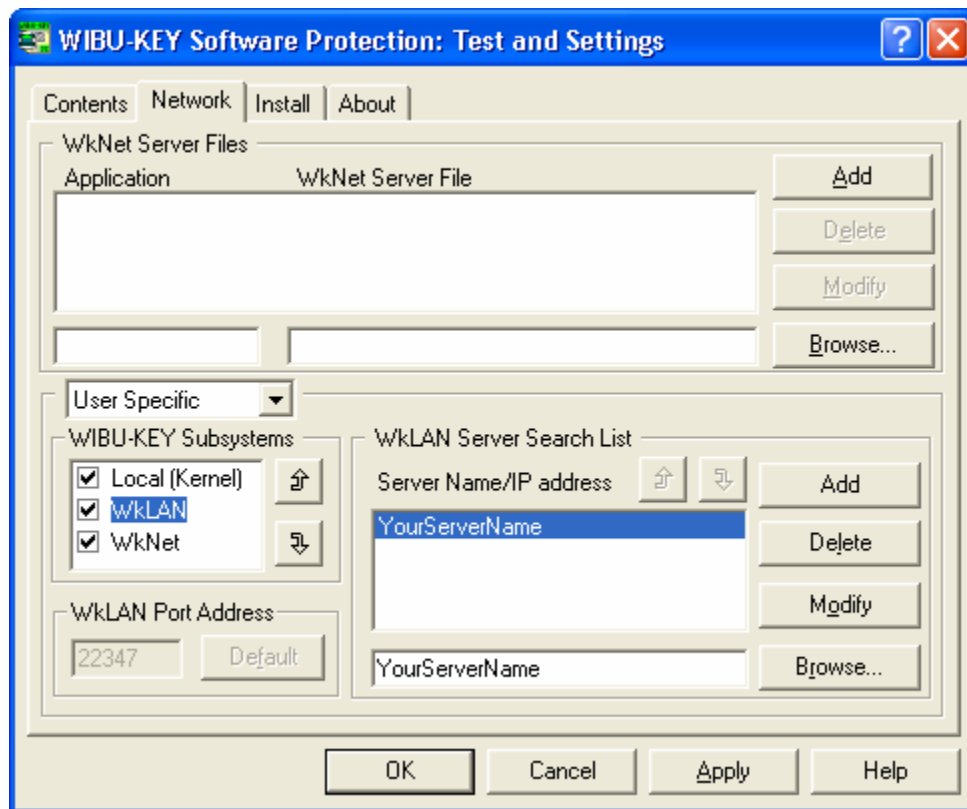 WIBU-KEY Software Protection: Test and Settings
Contents Network Install About
WkNet Server Files
Application WkNet Server File
Add
Delete
Modify
Browse...
User Specific
WIBU-KEY Subsystems
Local (Kernel)
WkLAN
WkNet
WkLAN Port Address
22347 Default
WkLAN Server Search List
Server Name/IP address
Add
YourServerName
Delete
Modify
YourServerName
Browse...
OK Cancel Apply Help